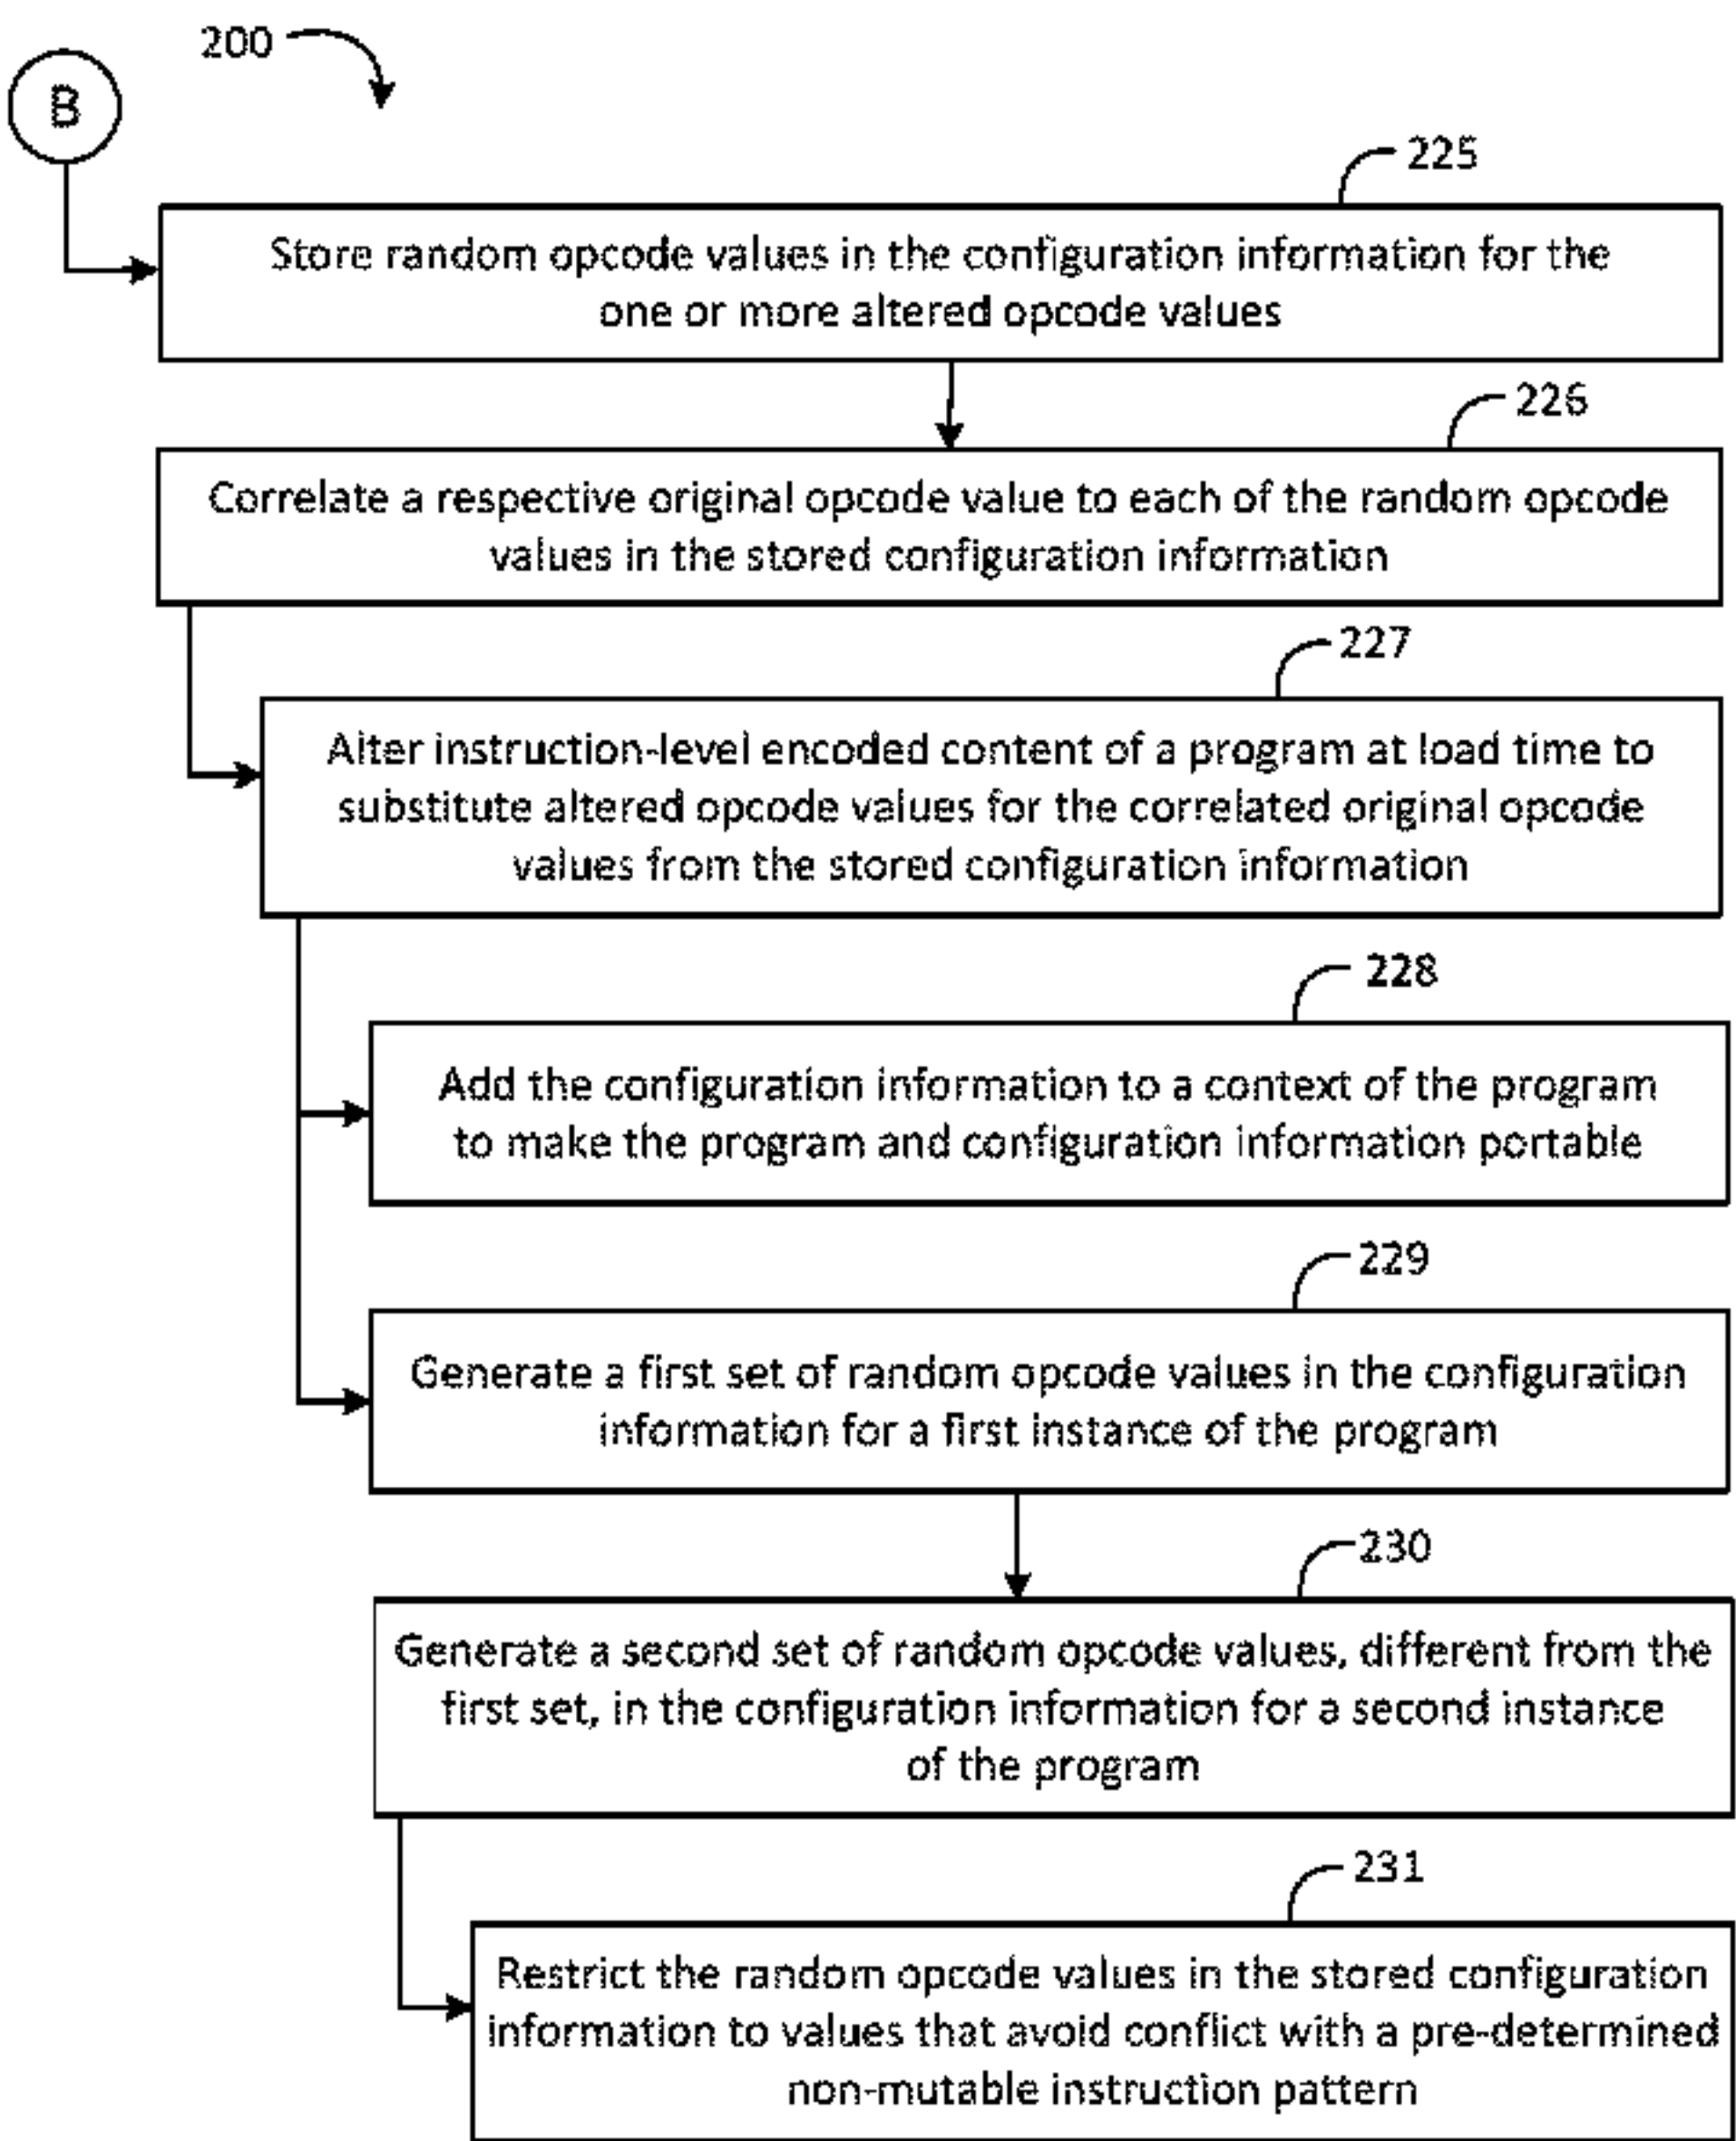 200
B
225
Store random opcode values in the configuration information for the
one or more altered opcode values
226
Correlate a respective original opcode value to each of the random opcode
values in the stored configuration information
227
Alter instruction-level encoded content of a program at load time to
substitute altered opcode values for the correlated original opcode
values from the stored configuration information
228
Add the configuration information to a context of the program
to make the program and configuration information portable
229
Generate a first set of random opcode values in the configuration
information for a first instance of the program
230
Generate a second set of random opcode values, different from the
first set, in the configuration information for a second instance
of the program
231
Restrict the random opcode values in the stored configuration
information to values that avoid conflict with a pre-determined
non-mutable instruction pattern